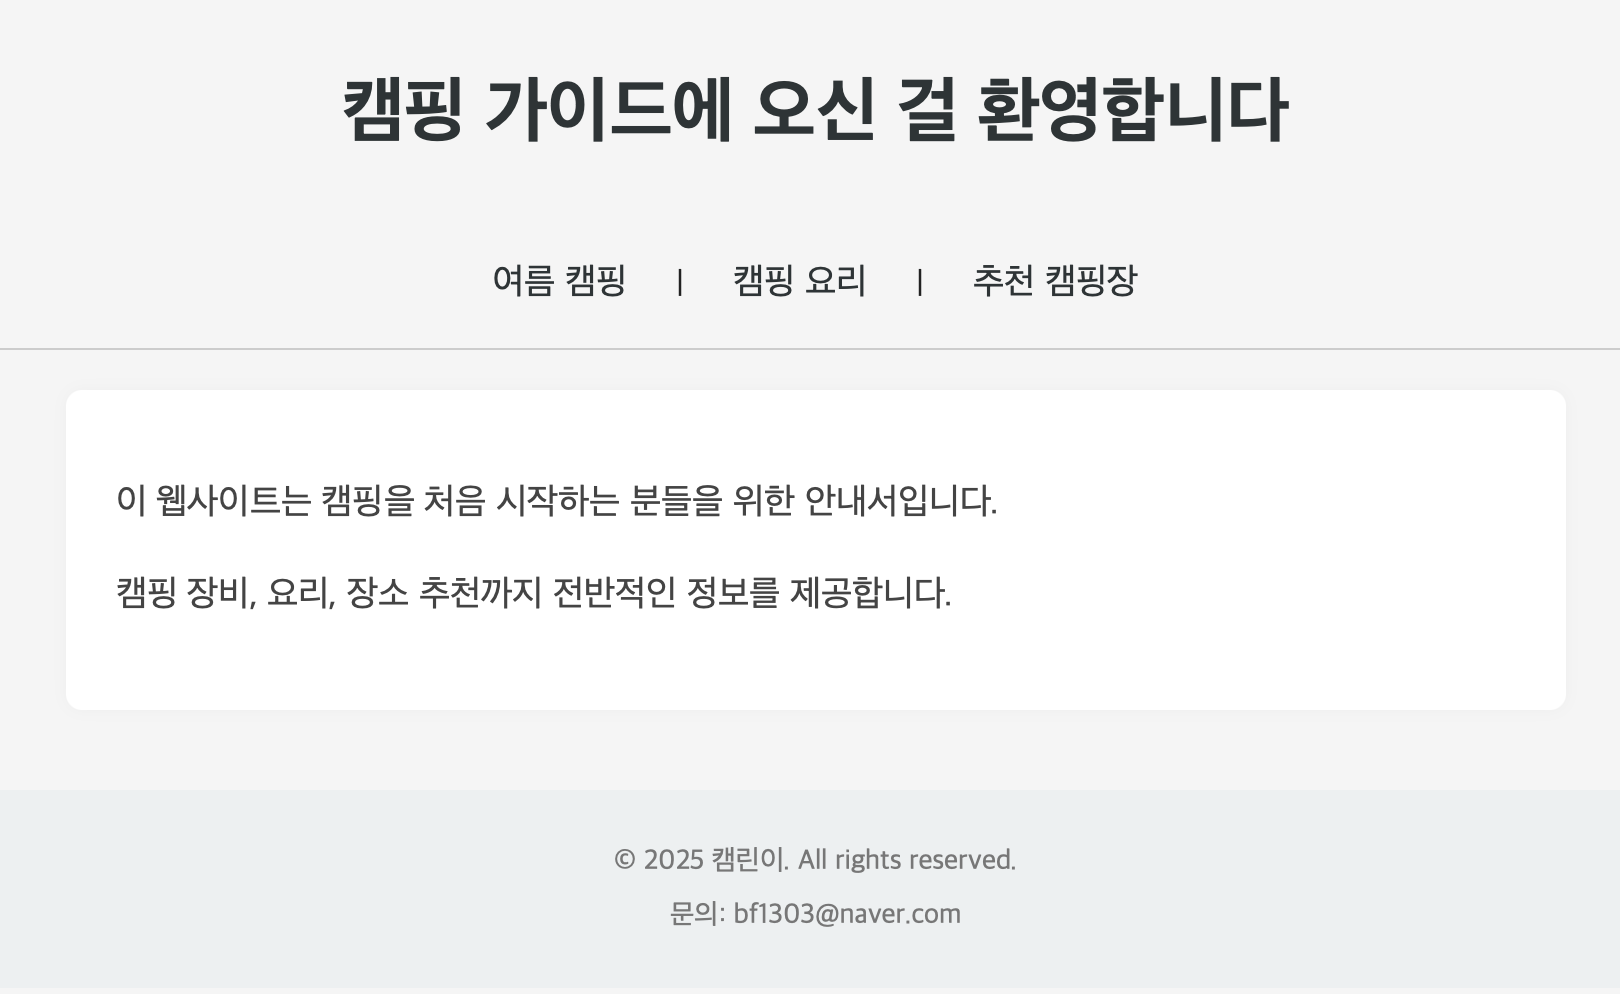 캠핑 가이드에 오신 걸 환영합니다
여름 캠핑 | 캠핑 요리 | 추천 캠핑장
이 웹사이트는 캠핑을 처음 시작하는 분들을 위한 안내서입니다.
캠핑 장비, 요리, 장소 추천까지 전반적인 정보를 제공합니다.
© 2025 캠린이. All rights reserved.
문의: bf1303@naver.com